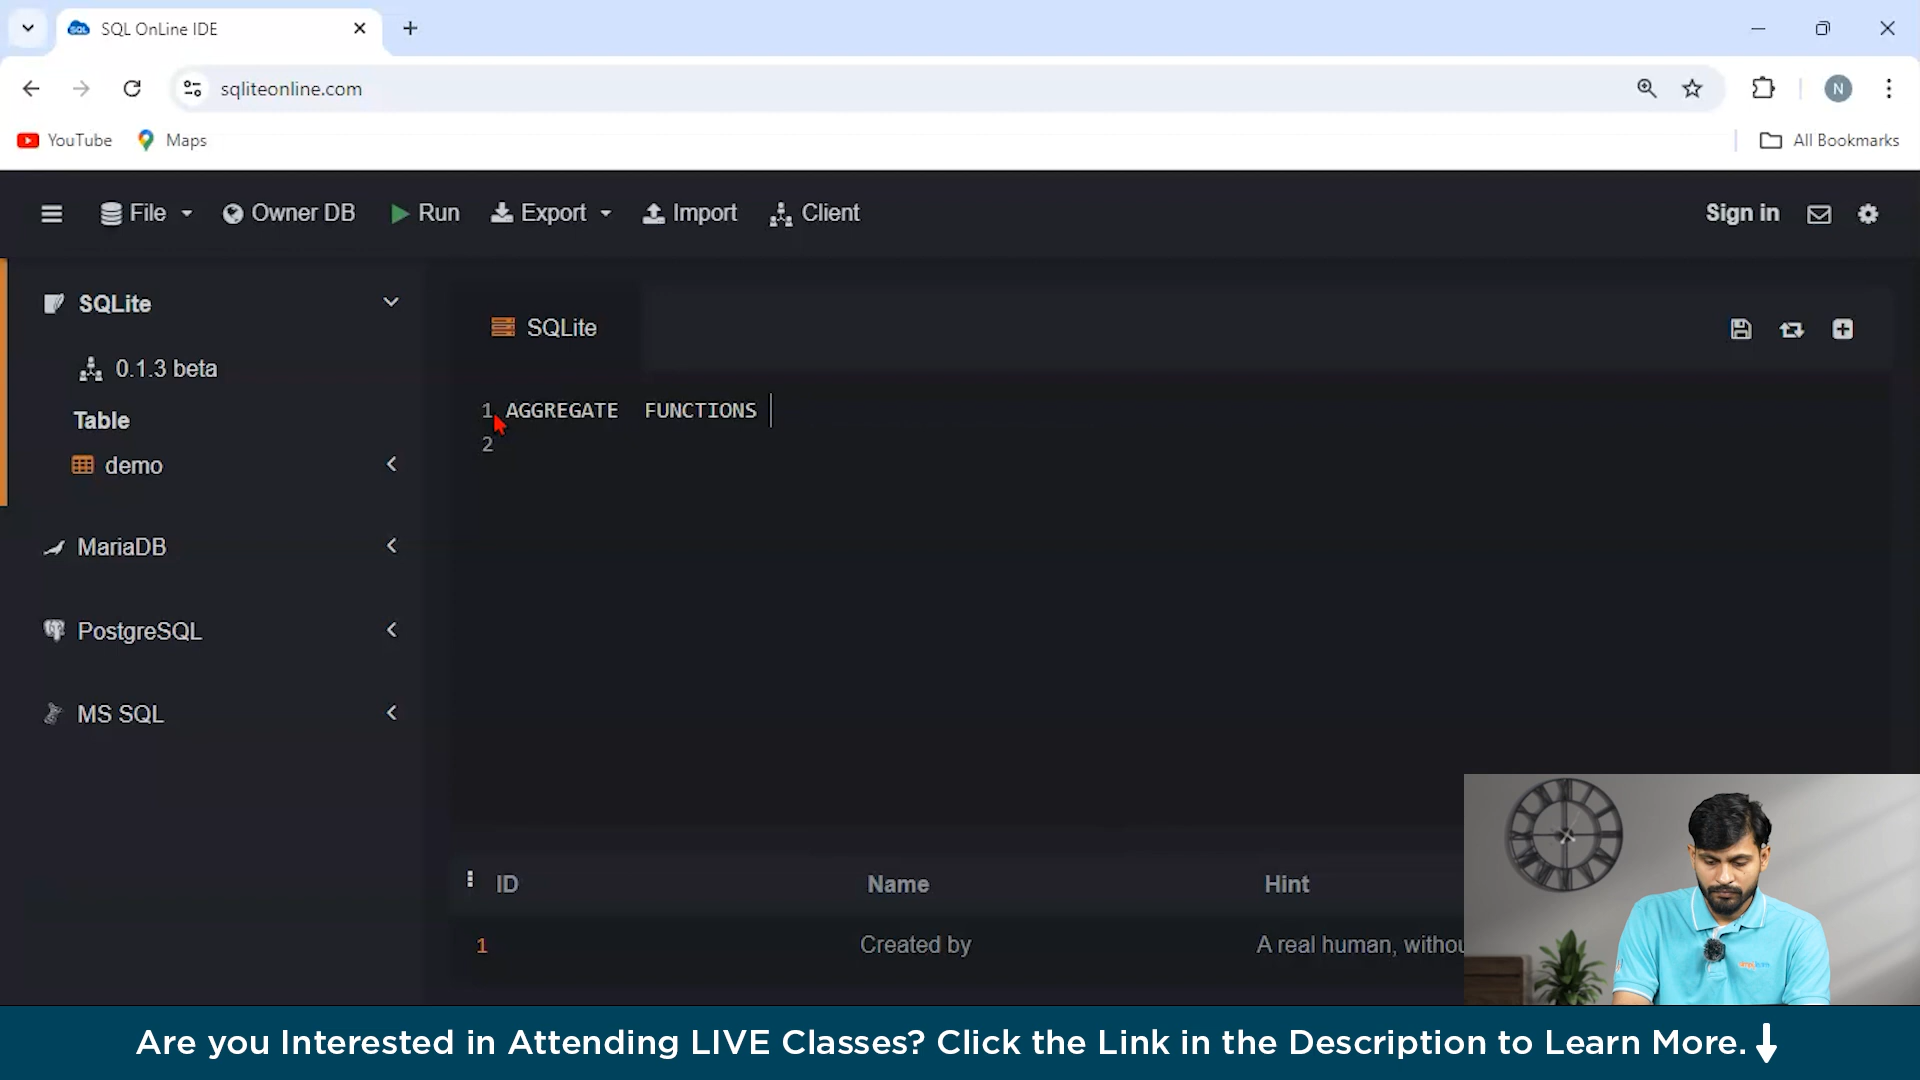 SQL OnLine IDE
sqliteonline.com
N
YouTube Maps All Bookmarks
File Owner DB Run Export Import Client Sign in
SQLite
0.1.3 beta
Table
demo
MariaDB
PostgreSQL
MS SQL
SQLite
1 AGGREGATE FUNCTIONS
2
ID Name Hint
1 Created by A real human, withou
Are you Interested in Attending LIVE Classes? Click the Link in the Description to Learn More.